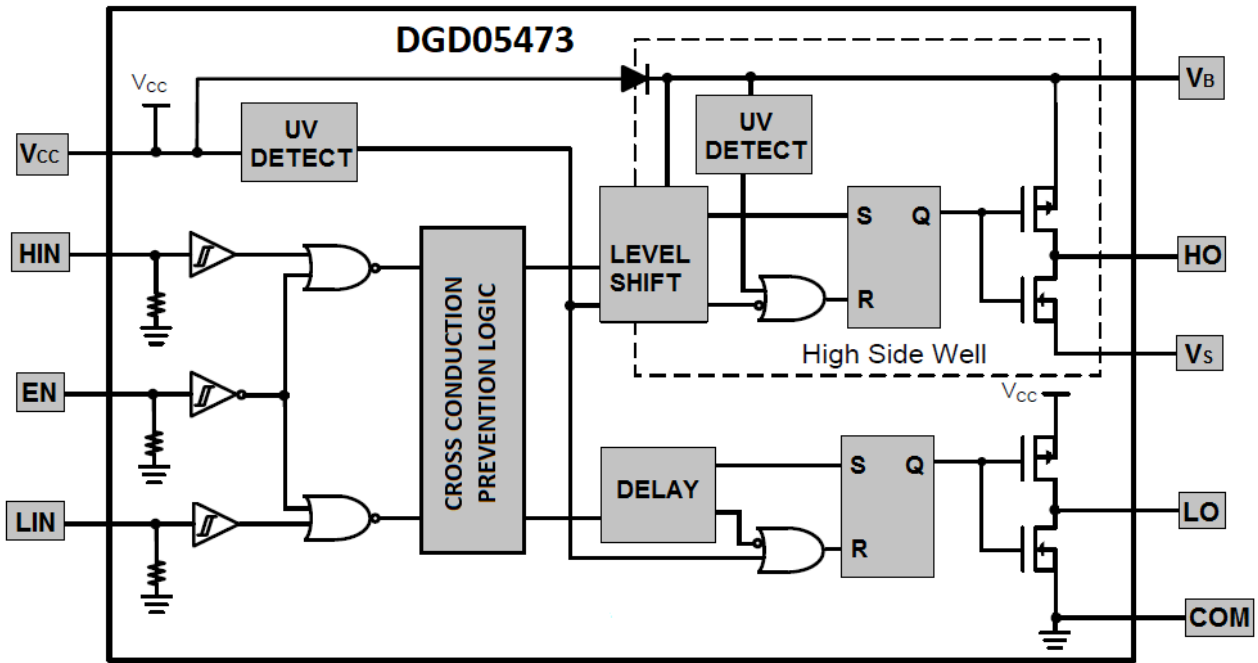 DGD05473
VCC
VB
UV
DETECT
UV
DETECT
VCC
HIN
S
Q
LEVEL
SHIFT
HO
R
CROSS CONDUCTION
PREVENTION LOGIC
High Side Well
VS
EN
VCC
S
Q
DELAY
LIN
LO
R
COM